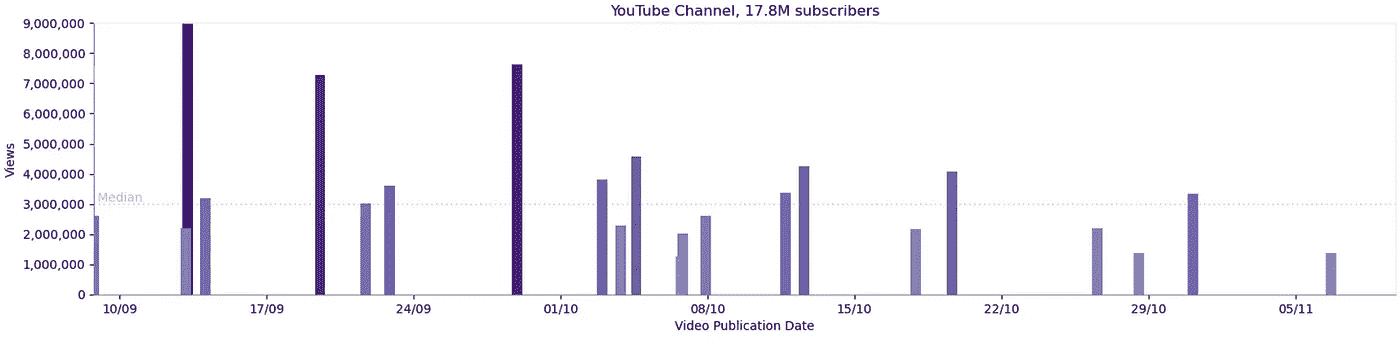 YouTube Channel, 17.8M subscribers
9,000,000
8,000,000
7,000,000
6,000,000
5,000,000
4,000,000
3,000,000
2,000,000
1,000,000
0
Views
Median
10/09 17/09 24/09 01/10 08/10 15/10 22/10 29/10 05/11
Video Publication Date